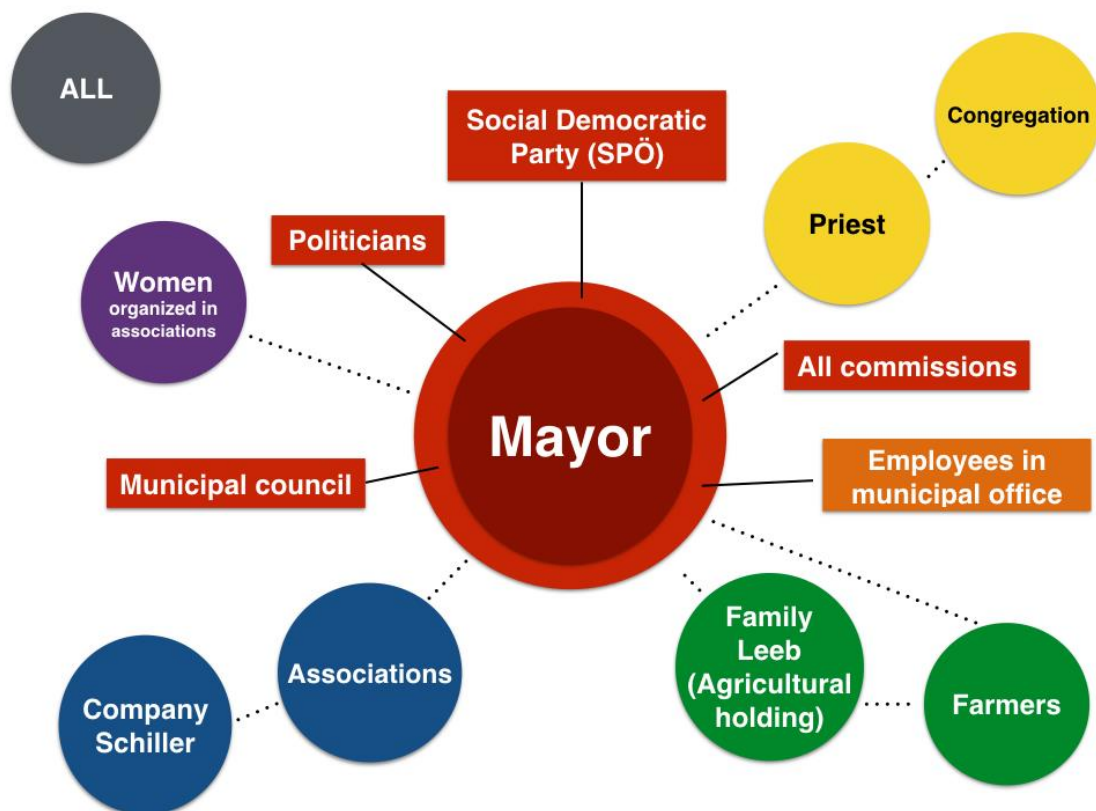 ALL
Social Democratic
Party (SPÖ)
Congregation
Priest
Politicians
Women
organized in
associations
All commissions
Mayor
Municipal council
Employees in
municipal office
Family
Leeb
(Agricultural
holding)
Associations
Farmers
Company
Schiller